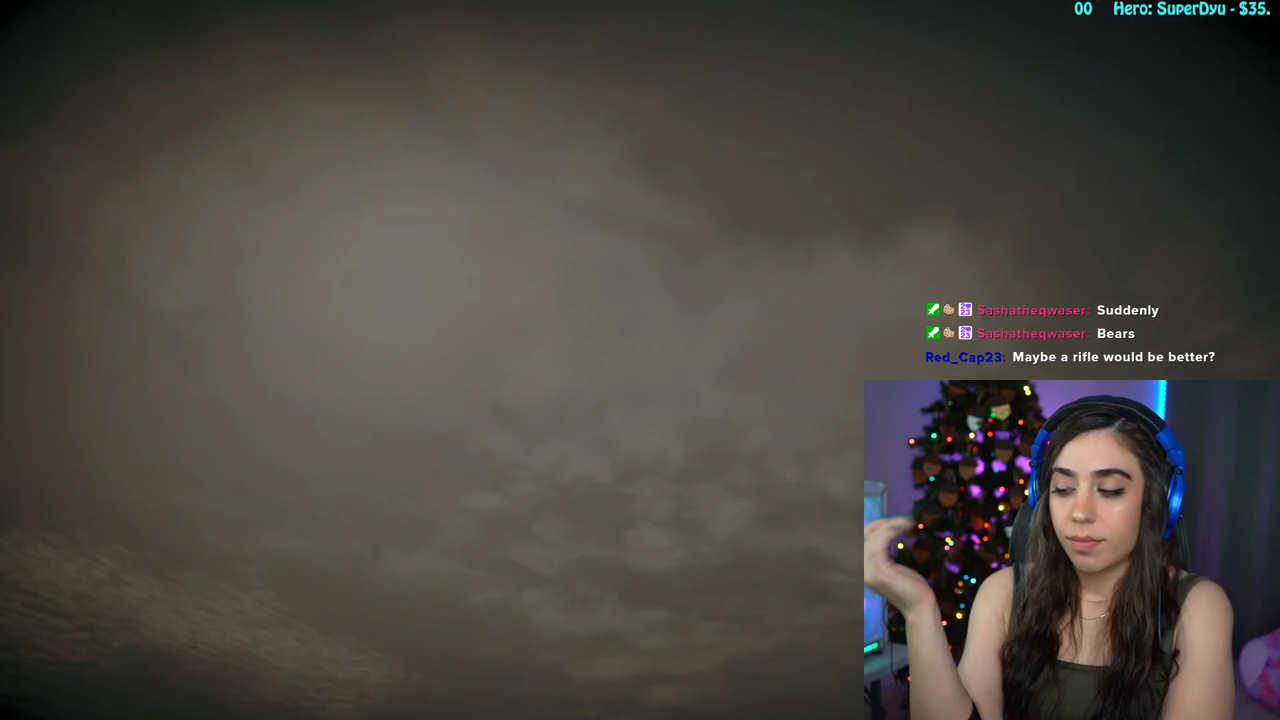 00 Hero: SuperDyu - $35.
Sashatheqwaser: Suddenly
Sashatheqwaser: Bears
Red_Cap23: Maybe a rifle would be better?